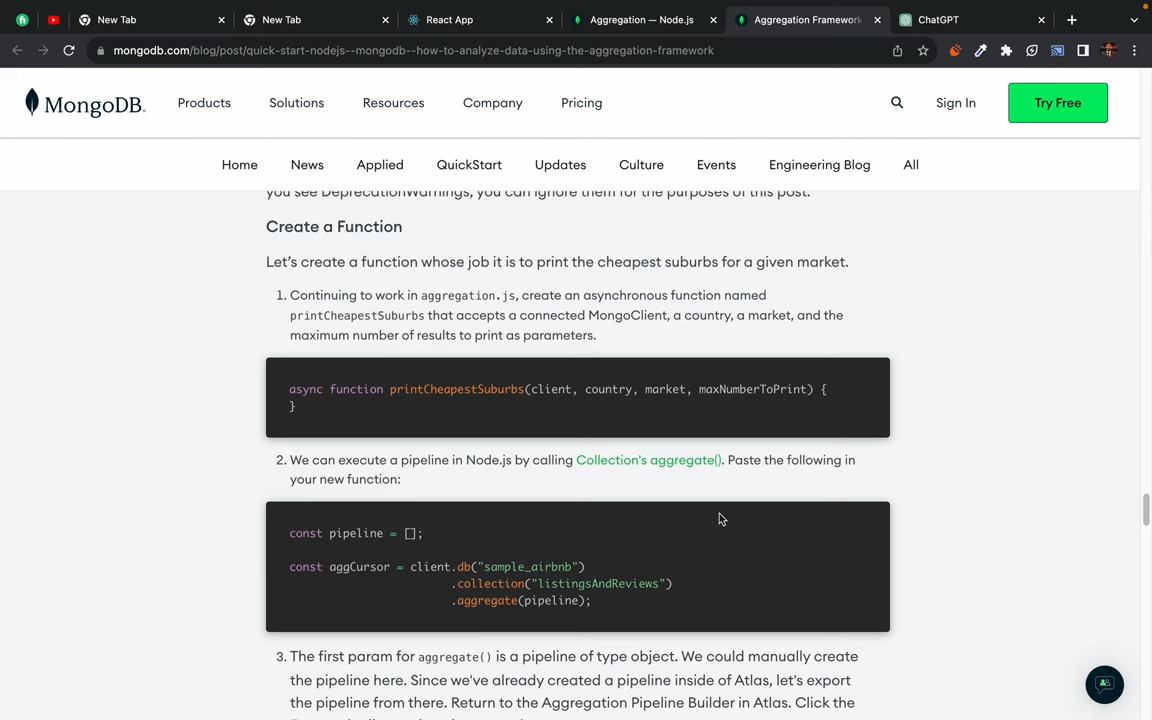 New Tab
New Tab
React App
Aggregation — Node.js
Aggregation Framework
ChatGPT
mongodb.com/blog/post/quick-start-nodejs--mongodb--how-to-analyze-data-using-the-aggregation-framework
MongoDB.
Products
Solutions
Resources
Company
Pricing
Sign In
Try Free
Home
News
Applied
QuickStart
Updates
Culture
Events
Engineering Blog
All
you see DeprecationWarnings, you can ignore them for the purposes of this post.
Create a Function
Let's create a function whose job it is to print the cheapest suburbs for a given market.
1. Continuing to work in aggregation.js, create an asynchronous function named
printCheapestSuburbs that accepts a connected MongoClient, a country, a market, and the
maximum number of results to print as parameters.
async function printCheapestSuburbs(client, country, market, maxNumberToPrint) {
}
2. We can execute a pipeline in Node.js by calling Collection's aggregate(). Paste the following in
your new function:
const pipeline = [];
const aggCursor = client.db("sample_airbnb")
.collection("listingsAndReviews")
.aggregate(pipeline);
3. The first param for aggregate() is a pipeline of type object. We could manually create
the pipeline here. Since we've already created a pipeline inside of Atlas, let's export
the pipeline from there. Return to the Aggregation Pipeline Builder in Atlas. Click the